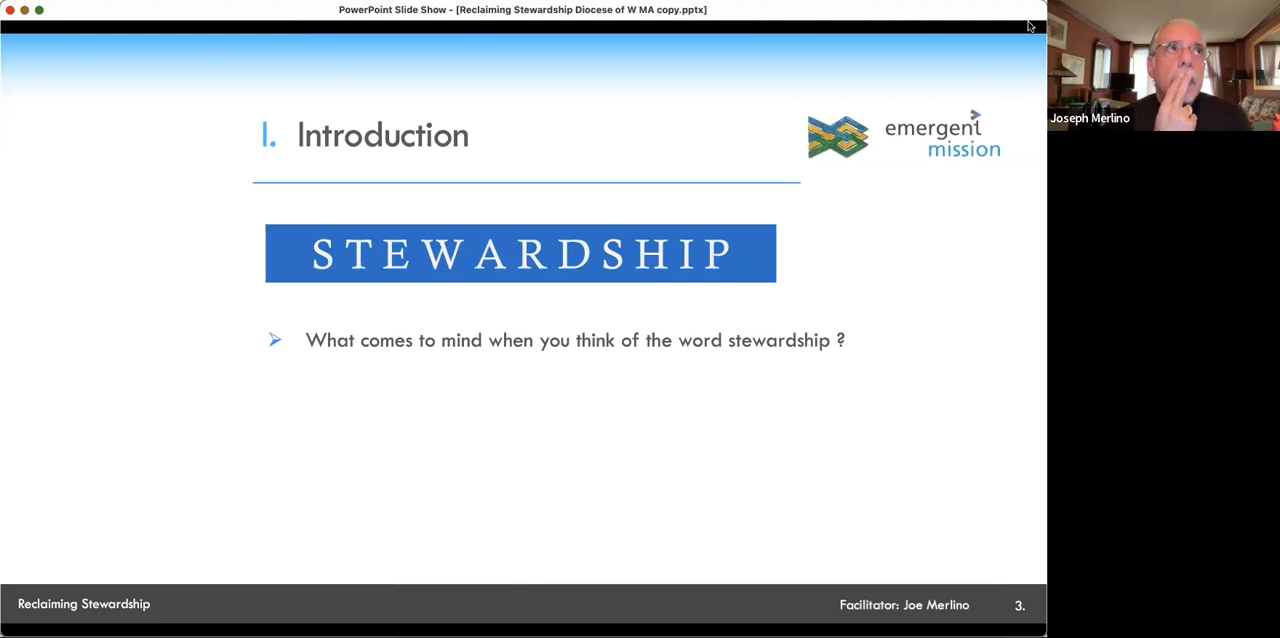 PowerPoint Slide Show - [Reclaiming Stewardship Diocese of W MA copy.pptx]
I. Introduction
emergent
mission
STEWARDSHIP
What comes to mind when you think of the word stewardship ?
Reclaiming Stewardship
Facilitator: Joe Merlino
3.
Joseph Merlino